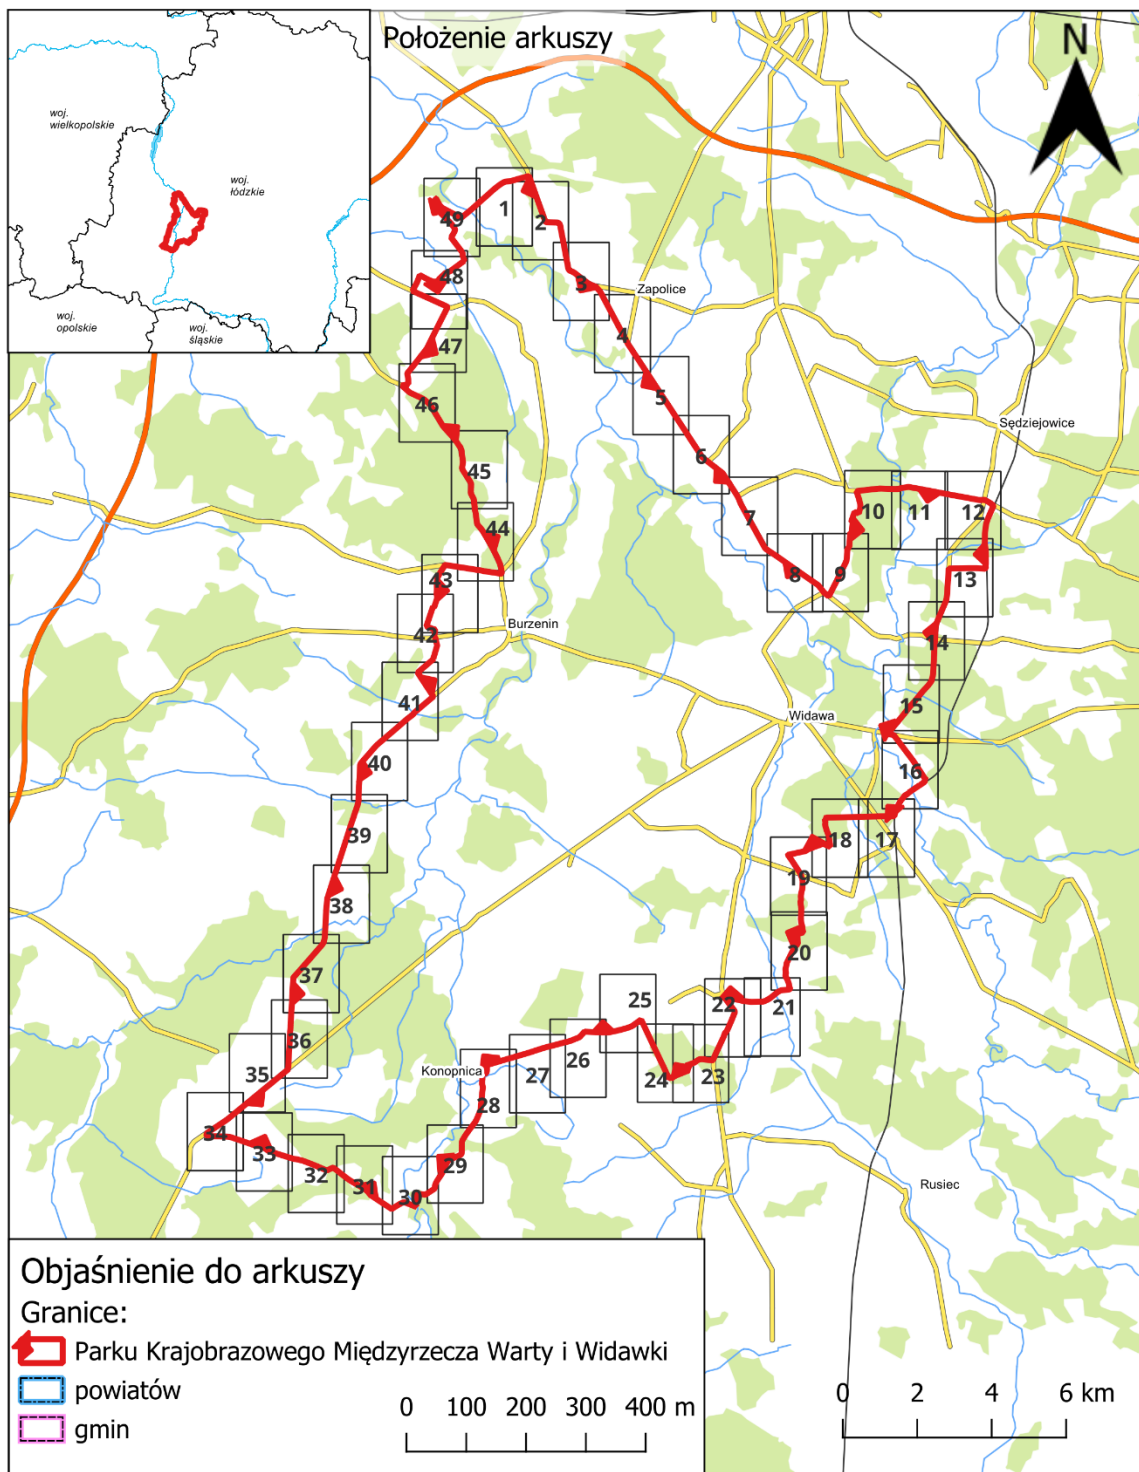 Położenie arkuszy
N
woj.
wielkopolskie
woj.
łódzkie
woj.
opolskie
woj.
śląskie
49
1
2
48
3
Zapolice
4
47
5
46
Sędziejowice
6
45
7
10
11
12
44
8
9
43
13
Burzenin
42
14
41
15
Widawa
40
16
39
18
17
19
38
20
37
25
22
21
36
26
Konopnica
27
24
23
35
28
34
33
32
31
30
29
Rusiec
Objaśnienie do arkuszy
Granice:
Parku Krajobrazowego Międzyrzecza Warty i Widawki
powiatów
gmin
0 100 200 300 400 m
0 2 4 6 km